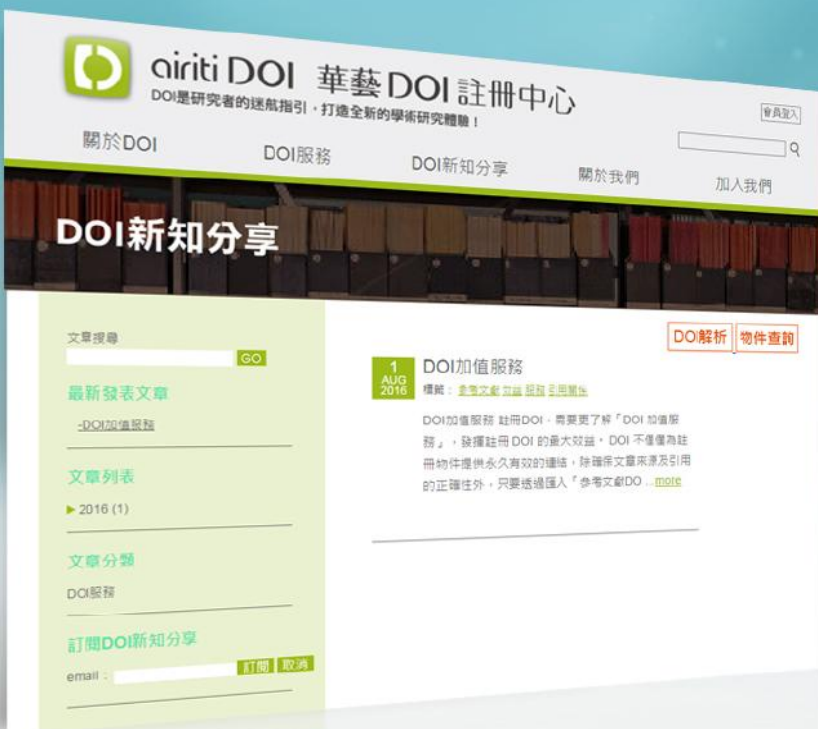 airiti DOI 華藝DOI註冊中心
DOI是研究者的迷航指引，打造全新的學術研究體驗！
會員登入
關於DOI
DOI服務
DOI新知分享
關於我們
加入我們
DOI新知分享
文章搜尋
GO
最新發表文章
-DOI加值服務
文章列表
▶ 2016 (1)
文章分類
DOI服務
訂閱DOI新知分享
email：
訂閱
取消
DOI解析
物件查詢
1
AUG
2016
DOI加值服務
標籤：參考文獻 加益 服務 引用關係
DOI加值服務 註冊DOI，需要更了解「DOI 加值服
務」，發揮註冊 DOI 的最大效益。DOI 不僅僅為註
冊物件提供永久有效的連結，除確保文章來源及引用
的正確性外，只要透過匯入「參考文獻DO ...more